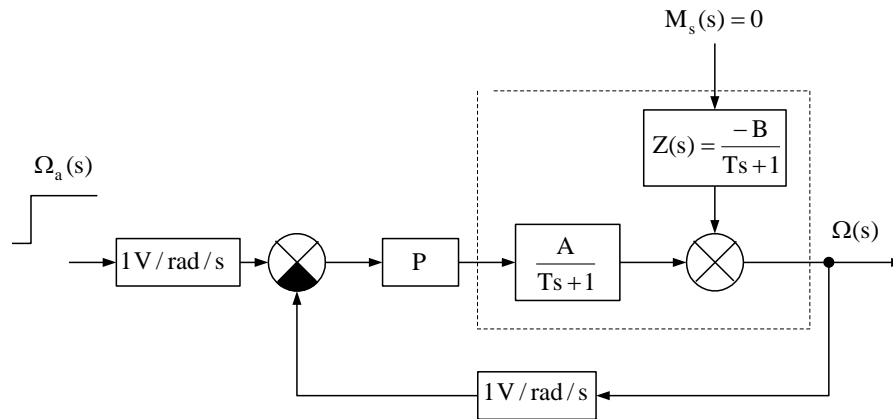 M_s(s) = 0
Z(s) = -B / Ts+1
Ω_a(s)
Ω(s)
1V / rad / s
P
A / Ts+1
1V / rad / s